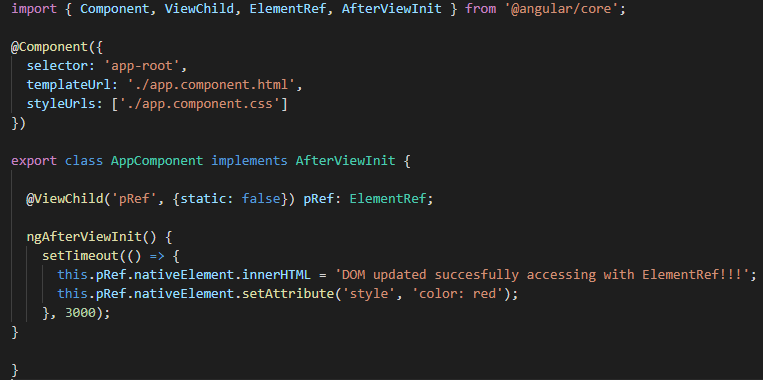 import { Component, ViewChild, ElementRef, AfterViewInit } from '@angular/core';
@Component({
selector: 'app-root',
templateUrl: './app.component.html',
styleUrls: ['./app.component.css']
})
export class AppComponent implements AfterViewInit {
@ViewChild('pRef', {static: false}) pRef: ElementRef;
ngAfterViewInit() {
setTimeout(() => {
this.pRef.nativeElement.innerHTML = 'DOM updated succesfully accessing with ElementRef!!!';
this.pRef.nativeElement.setAttribute('style', 'color: red');
}, 3000);
}
}